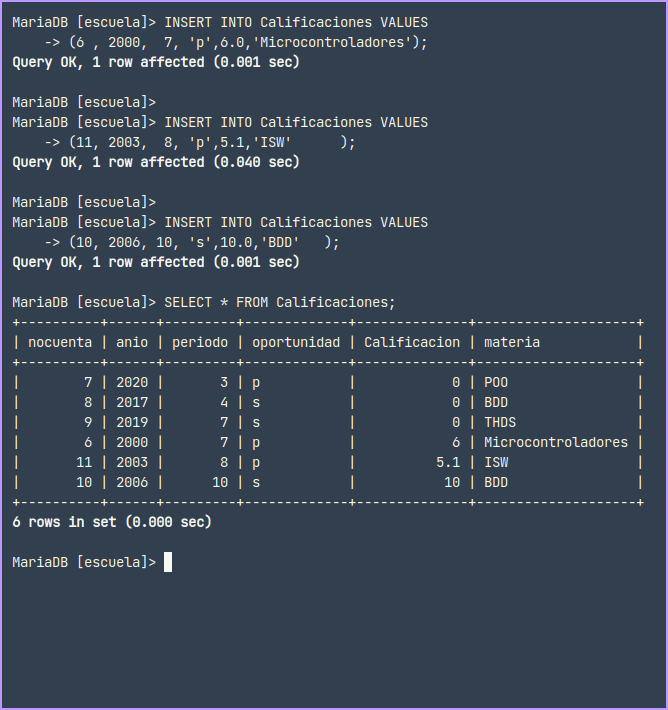 MariaDB [escuela]> INSERT INTO Calificaciones VALUES
    -> (6 , 2000,  7, 'p',6.0,'Microcontroladores');
Query OK, 1 row affected (0.001 sec)
MariaDB [escuela]>
MariaDB [escuela]> INSERT INTO Calificaciones VALUES
    -> (11, 2003,  8, 'p',5.1,'ISW'      );
Query OK, 1 row affected (0.040 sec)
MariaDB [escuela]>
MariaDB [escuela]> INSERT INTO Calificaciones VALUES
    -> (10, 2006, 10, 's',10.0,'BDD'   );
Query OK, 1 row affected (0.001 sec)
MariaDB [escuela]> SELECT * FROM Calificaciones;
+----------+------+---------+-------------+--------------+--------------------+
| nocuenta | anio | periodo | oportunidad | Calificacion | materia            |
+----------+------+---------+-------------+--------------+--------------------+
|        7 | 2020 |       3 | p           |            0 | POO                |
|        8 | 2017 |       4 | s           |            0 | BDD                |
|        9 | 2019 |       7 | s           |            0 | THDS               |
|        6 | 2000 |       7 | p           |            6 | Microcontroladores |
|       11 | 2003 |       8 | p           |          5.1 | ISW                |
|       10 | 2006 |      10 | s           |           10 | BDD                |
+----------+------+---------+-------------+--------------+--------------------+
6 rows in set (0.000 sec)
MariaDB [escuela]>